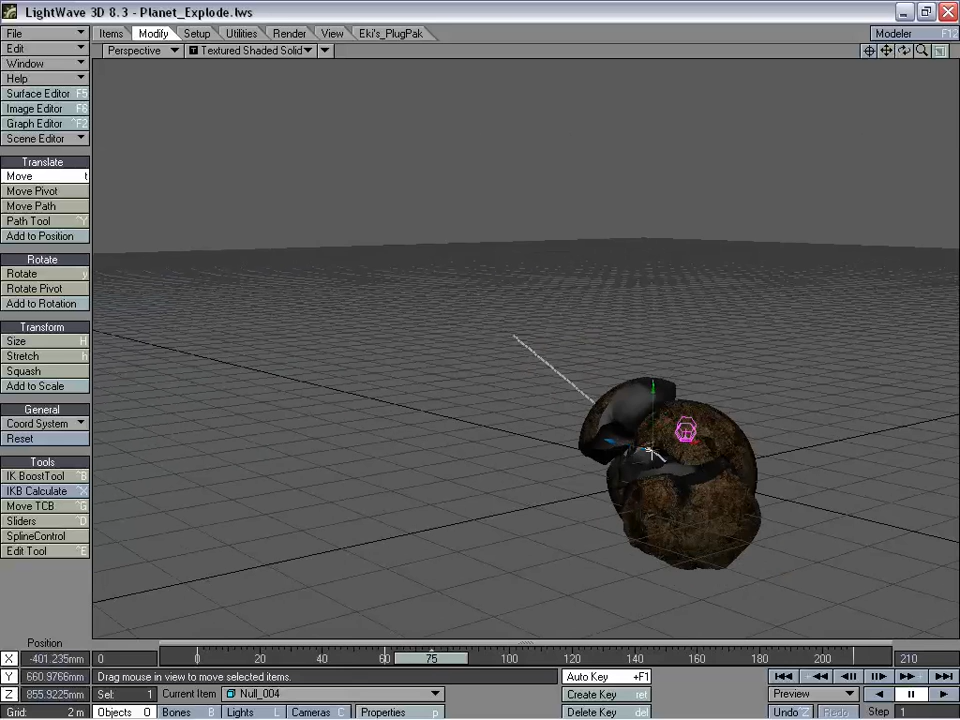 LightWave 3D 8.3 - Planet_Explode.lws
Items Modify Setup Utilities Render View Eki's_PlugPak Modeler F12
File
Perspective Textured Shaded Solid
Edit
Window
Help
Surface Editor F5
Image Editor F6
Graph Editor ^F2
Scene Editor
Translate
Move t
Move Pivot
Move Path
Path Tool ^Y
Add to Position
Rotate
Rotate y
Rotate Pivot
Add to Rotation
Transform
Size H
Stretch h
Squash
Add to Scale
General
Coord System
Reset
Tools
IK BoostTool ^B
IKB Calculate ^X
Move TCB ^G
Sliders
SplineControl
Edit Tool ^E
Position
X -401.235mm 0 0 20 40 60 75 100 120 140 160 180 200 210
Y 660.9766mm Drag mouse in view to move selected items. Auto Key +F1
Z 855.9225mm Sel: 1 Current Item Null_004 Create Key ret Preview
Grid: 2 m Objects O Bones B Lights L Cameras C Properties p Delete Key del Undo ^Z Redo Step 1